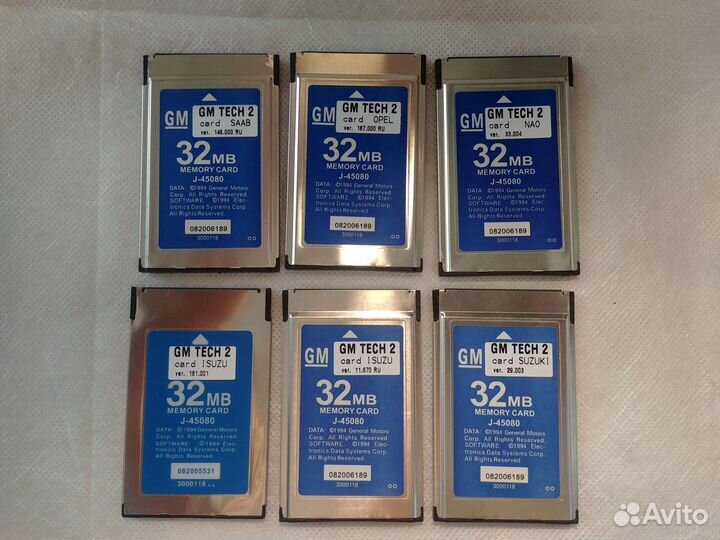 GM
GM TECH 2
card SAAB
ver. 148.000 RU
32MB
MEMORY CARD
J-45080
DATA: ©1994 General Motors
Corp. All Rights Reserved.
SOFTWARE: ©1994 Elec-
tronics Data Systems Corp.
All Rights Reserved.
082006189
3000118
GM
GM TECH 2
card OPEL
ver. 187.000 RU
32MB
MEMORY CARD
J-45080
DATA: ©1994 General Motors
Corp. All Rights Reserved.
SOFTWARE: ©1994 Elec-
tronics Data Systems Corp.
All Rights Reserved.
082006189
3000118
GM
GM TECH 2
card NAO
ver. 33.004
32MB
MEMORY CARD
J-45080
DATA: ©1994 General Motors
Corp. All Rights Reserved.
SOFTWARE: ©1994 Elec-
tronics Data Systems Corp.
All Rights Reserved.
082006189
3000118
GM TECH 2
card ISUZU
ver. 181.001
32MB
MEMORY CARD
J-45080
DATA: ©1994 General Motors
Corp. All Rights Reserved.
SOFTWARE: ©1994 Elec-
tronics Data Systems Corp.
All Rights Reserved.
082005531
3000118
GM
GM TECH 2
card ISUZU
ver. 11.570 RU
32MB
MEMORY CARD
J-45080
DATA: ©1994 General Motors
Corp. All Rights Reserved.
SOFTWARE: ©1994 Elec-
tronics Data Systems Corp.
All Rights Reserved.
082006189
3000118
GM
GM TECH 2
card SUZUKI
ver. 29.003
32MB
MEMORY CARD
J-45080
DATA: ©1994 General Motors
Corp. All Rights Reserved.
SOFTWARE: ©1994 Elec-
tronics Data Systems Corp.
All Rights Reserved.
082006189
3000118
Avito